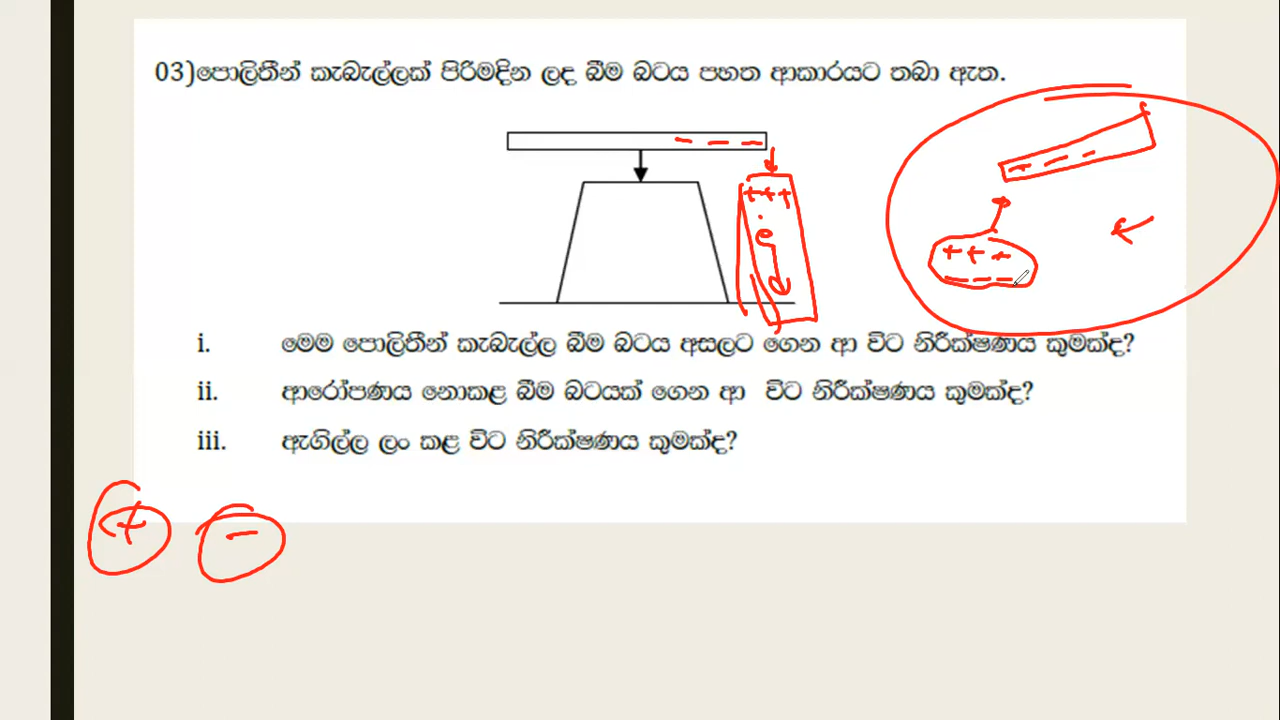 03)පොලිතීන් කැබැල්ලක් පිරිමදින ලද බීම බටය පහත ආකාරයට තබා ඇත.
- - -
+++
e
- - -
+++
- - -
i. මෙම පොලිතීන් කැබැල්ල බීම බටය අසලට ගෙන ආ විට නිරීක්ෂණය කුමක්ද?
ii. ආරෝපණය නොකළ බීම බටයක් ගෙන ආ විට නිරීක්ෂණය කුමක්ද?
iii. ඇගිල්ල ලං කළ විට නිරීක්ෂණය කුමක්ද?
+ -